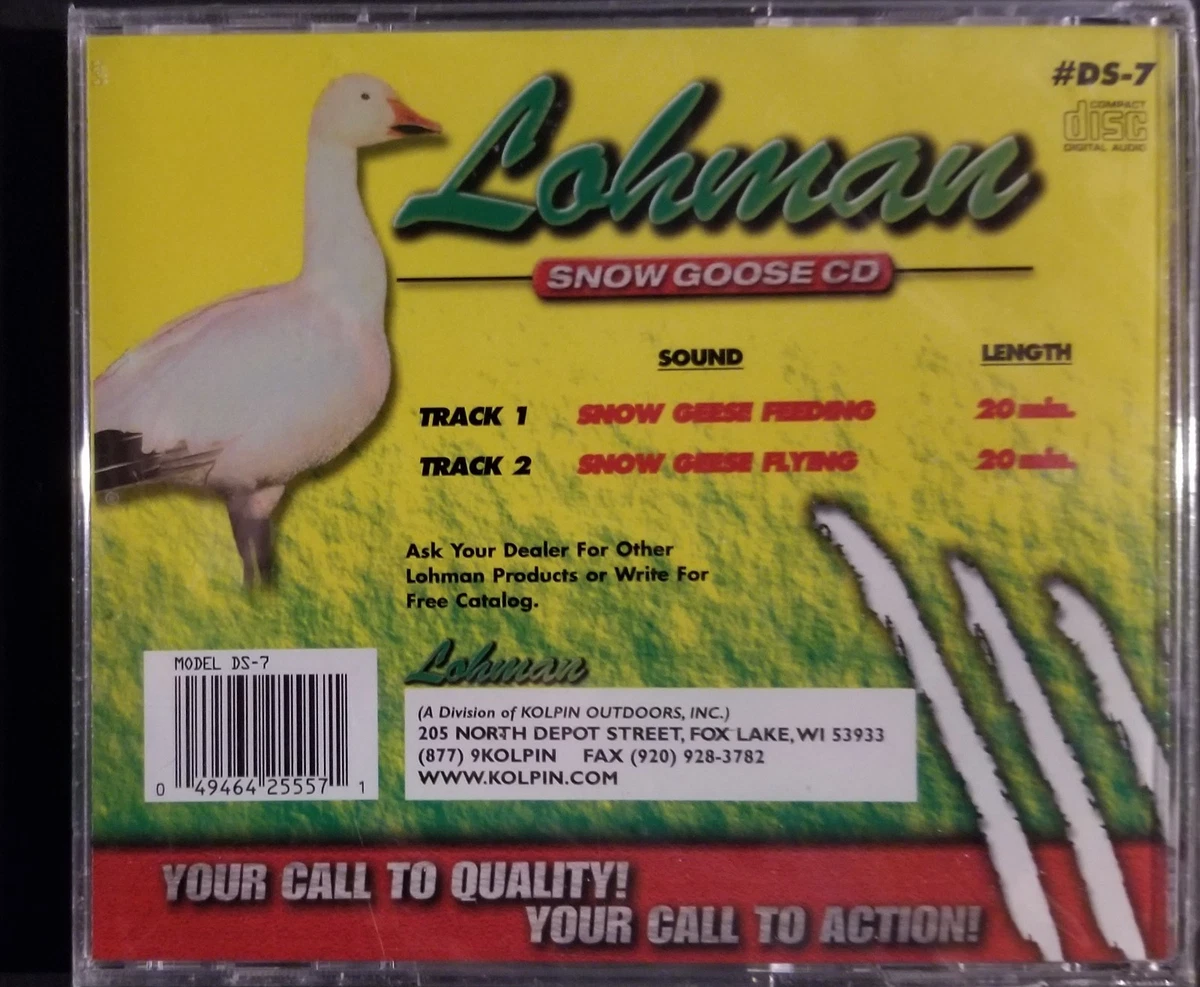 #DS-7
COMPACT
disc
DIGITAL AUDIO
Lohman
SNOW GOOSE CD
SOUND LENGTH
TRACK 1 SNOW GEESE FEEDING 20 min.
TRACK 2 SNOW GEESE FLYING 20 min.
Ask Your Dealer For Other
Lohman Products or Write For
Free Catalog.
Lohman
(A Division of KOLPIN OUTDOORS, INC.)
205 NORTH DEPOT STREET, FOX LAKE, WI 53933
(877) 9KOLPIN FAX (920) 928-3782
WWW.KOLPIN.COM
MODEL DS-7
0 49464 25557 1
YOUR CALL TO QUALITY!
YOUR CALL TO ACTION!